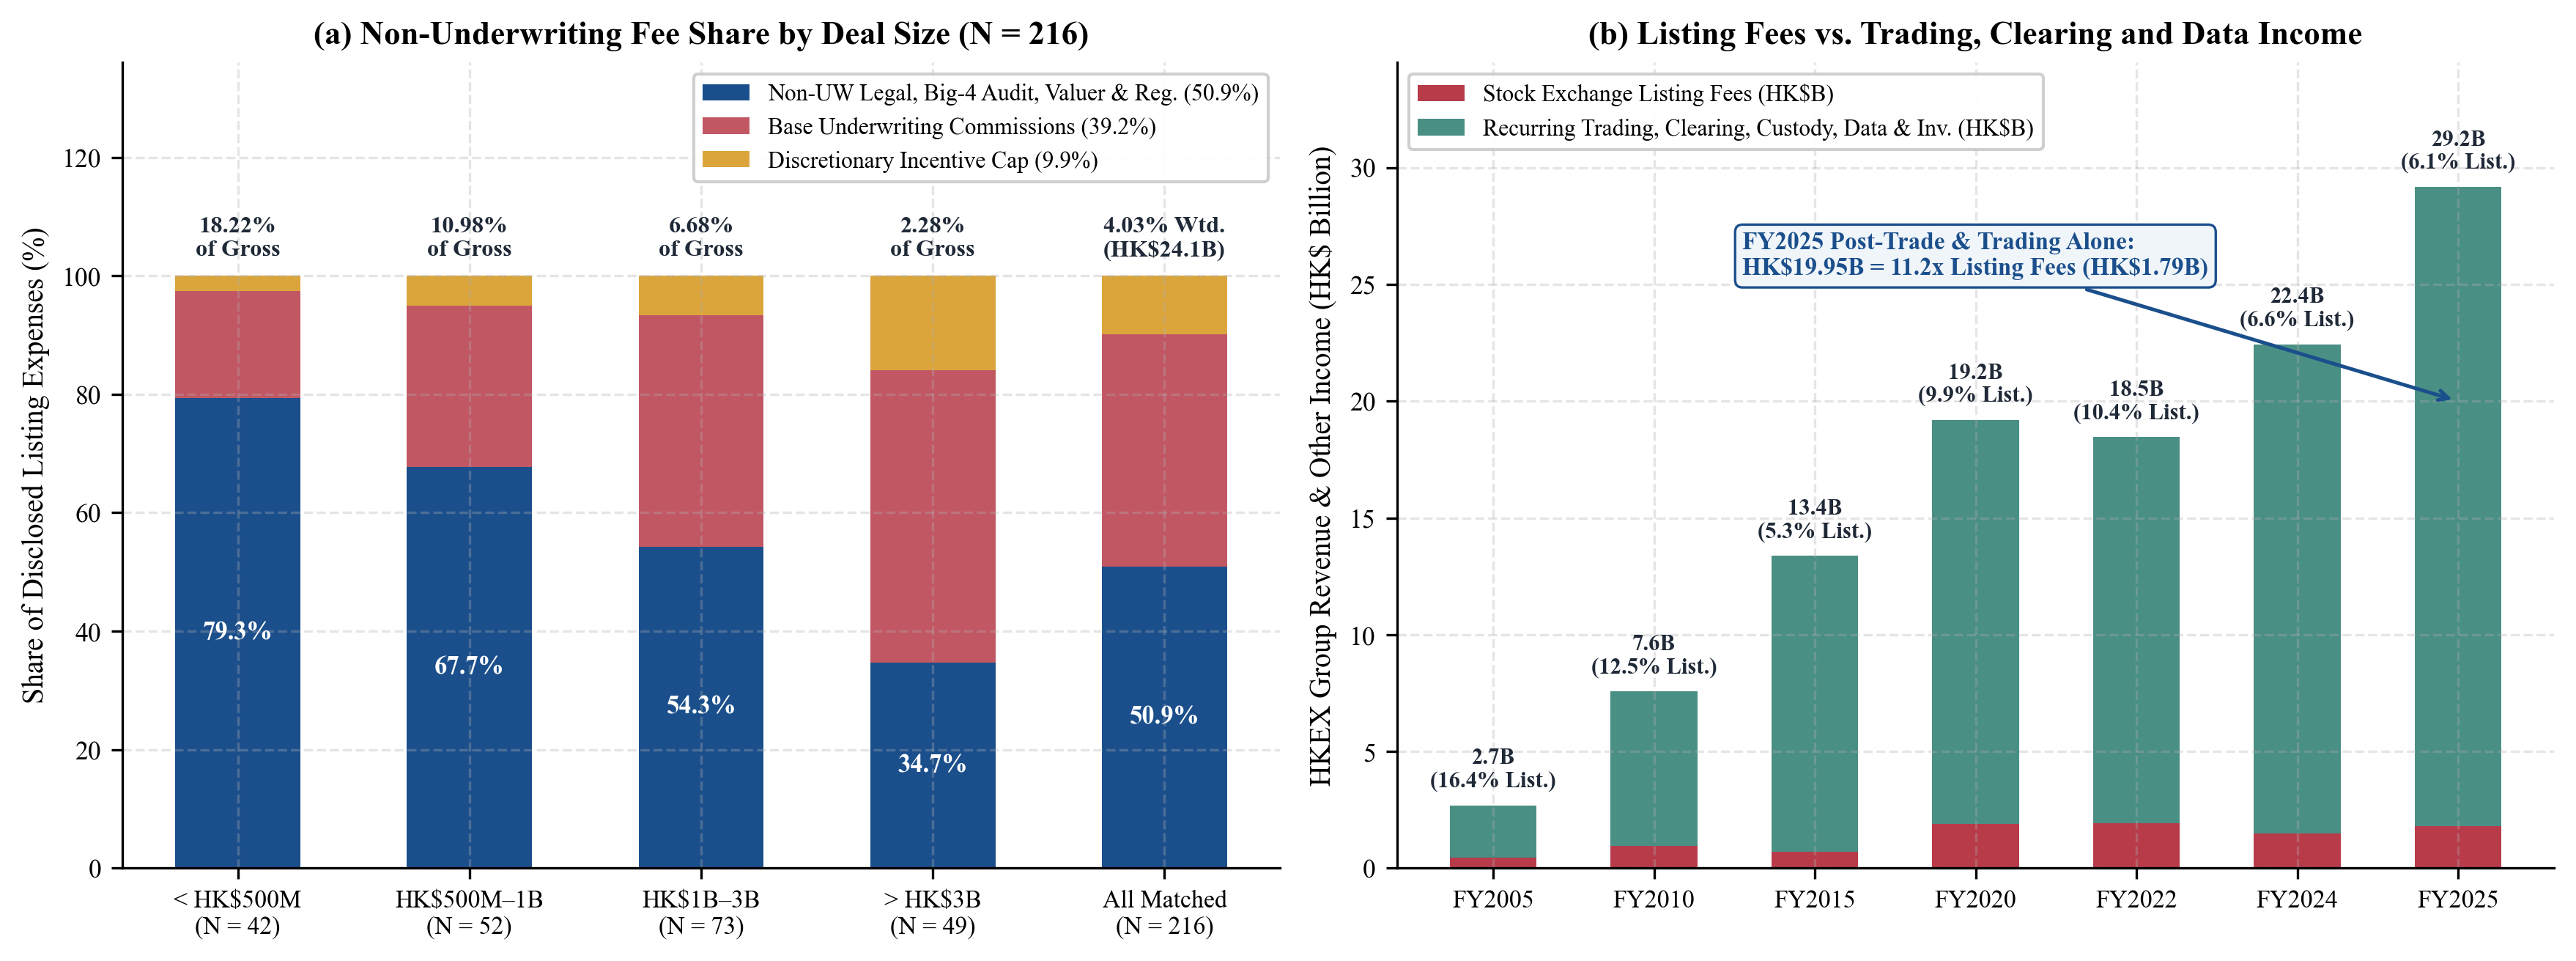 (a) Non-Underwriting Fee Share by Deal Size (N = 216)
Share of Disclosed Listing Expenses (%)
120
100
80
60
40
20
0
Non-UW Legal, Big-4 Audit, Valuer & Reg. (50.9%)
Base Underwriting Commissions (39.2%)
Discretionary Incentive Cap (9.9%)
18.22%
of Gross
10.98%
of Gross
6.68%
of Gross
2.28%
of Gross
4.03% Wtd.
(HK$24.1B)
79.3%
67.7%
54.3%
34.7%
50.9%
< HK$500M
(N = 42)
HK$500M–1B
(N = 52)
HK$1B–3B
(N = 73)
> HK$3B
(N = 49)
All Matched
(N = 216)
(b) Listing Fees vs. Trading, Clearing and Data Income
HKEX Group Revenue & Other Income (HK$ Billion)
30
25
20
15
10
5
0
Stock Exchange Listing Fees (HK$B)
Recurring Trading, Clearing, Custody, Data & Inv. (HK$B)
FY2025 Post-Trade & Trading Alone:
HK$19.95B = 11.2x Listing Fees (HK$1.79B)
2.7B
(16.4% List.)
7.6B
(12.5% List.)
13.4B
(5.3% List.)
19.2B
(9.9% List.)
18.5B
(10.4% List.)
22.4B
(6.6% List.)
29.2B
(6.1% List.)
FY2005
FY2010
FY2015
FY2020
FY2022
FY2024
FY2025